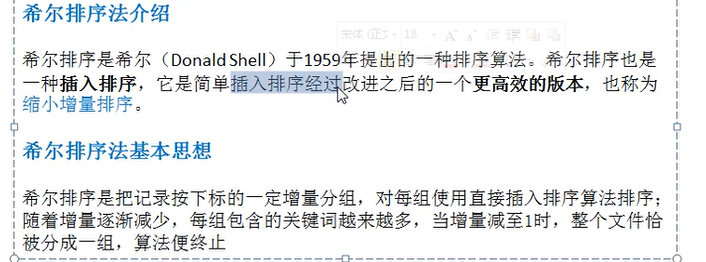 希尔排序法介绍
希尔排序是希尔（Donald Shell）于1959年提出的一种排序算法。希尔排序也是
一种插入排序，它是简单插入排序经过改进之后的一个更高效的版本，也称为
缩小增量排序。
希尔排序法基本思想
希尔排序是把记录按下标的一定增量分组，对每组使用直接插入排序算法排序；
随着增量逐渐减少，每组包含的关键词越来越多，当增量减至1时，整个文件恰
被分成一组，算法便终止